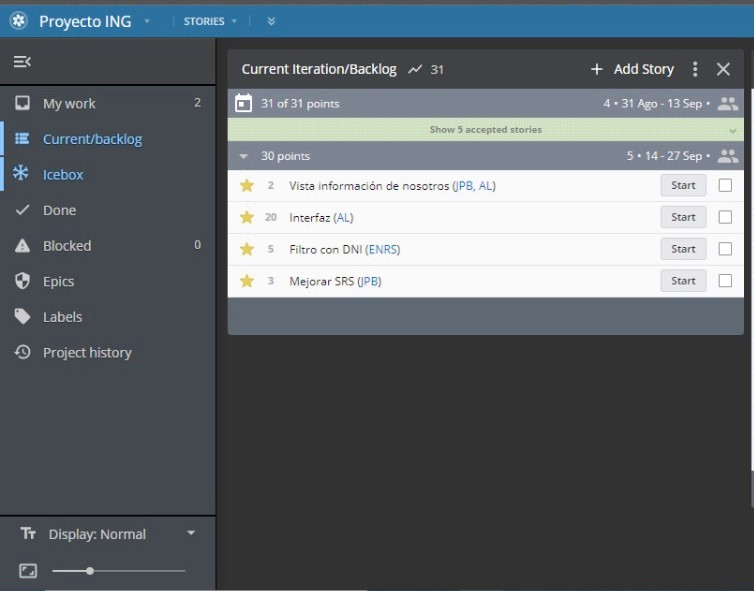 Proyecto ING STORIES
Current Iteration/Backlog 31 + Add Story
My work 2
31 of 31 points 4 • 31 Ago - 13 Sep •
Show 5 accepted stories
Current/backlog
30 points 5 • 14 - 27 Sep •
Icebox
2 Vista información de nosotros (JPB, AL) Start
Done
20 Interfaz (AL) Start
Blocked 0
5 Filtro con DNI (ENRS) Start
Epics
3 Mejorar SRS (JPB) Start
Labels
Project history
Tт Display: Normal